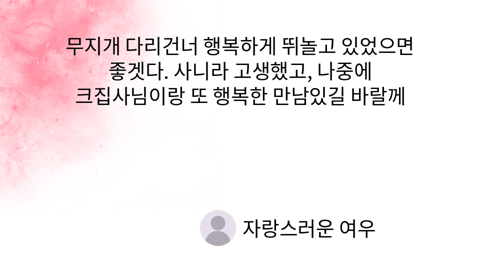 무지개 다리건너 행복하게 뛰놀고 있었으면
좋겟다. 사니라 고생했고, 나중에
크집사님이랑 또 행복한 만남있길 바랄께
자랑스러운 여우